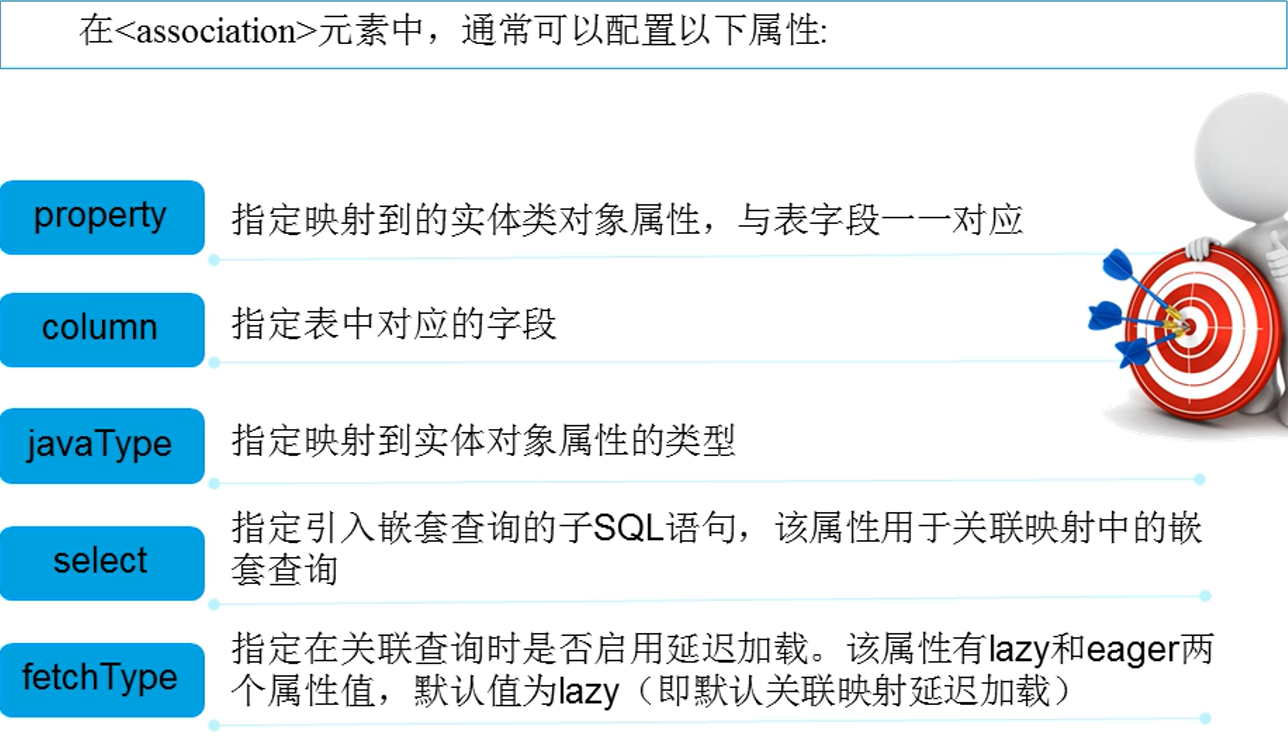 在<association>元素中，通常可以配置以下属性:
property
指定映射到的实体类对象属性，与表字段一一对应
column
指定表中对应的字段
javaType
指定映射到实体对象属性的类型
select
指定引入嵌套查询的子SQL语句，该属性用于关联映射中的嵌
套查询
fetchType
指定在关联查询时是否启用延迟加载。该属性有lazy和eager两
个属性值，默认值为lazy（即默认关联映射延迟加载）